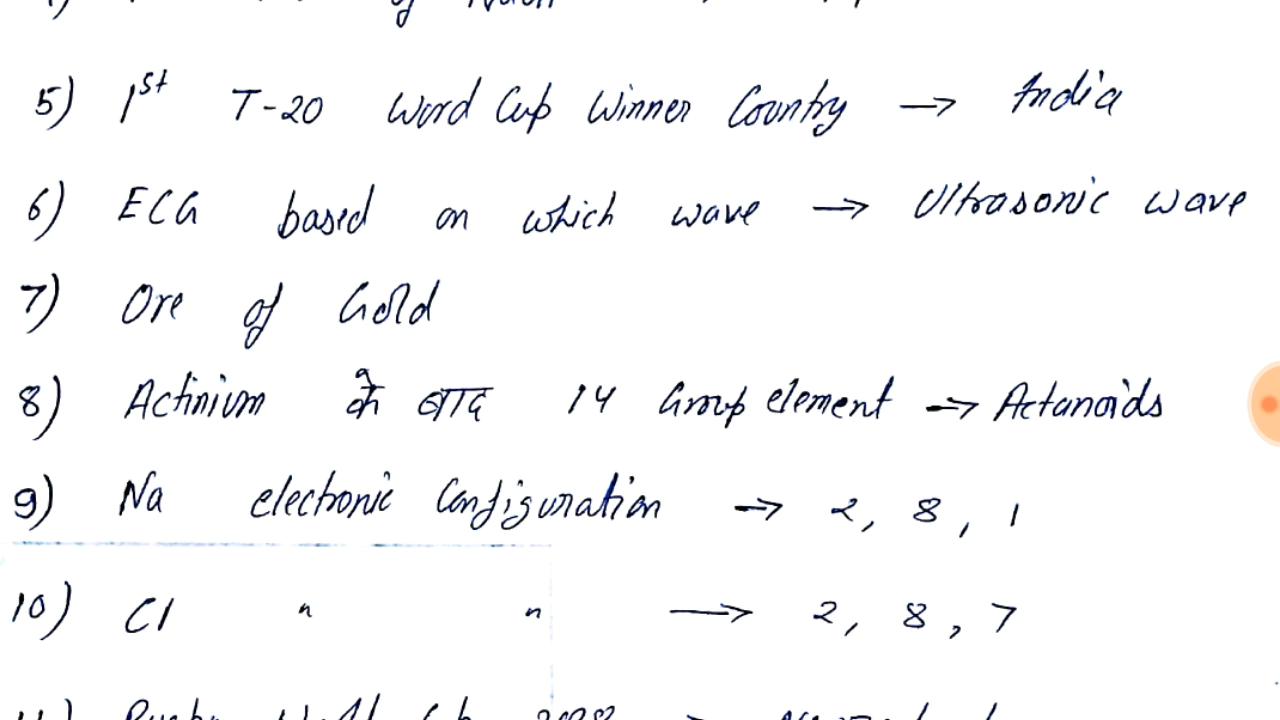 5) 1st T-20 Word Cup Winner Country → India
6) ECG based on which wave → Ultrasonic wave
7) Ore of Gold
8) Actinium के बाद 14 Group element → Actanoids
9) Na electronic Configuration → 2, 8, 1
10) Cl " " → 2, 8, 7